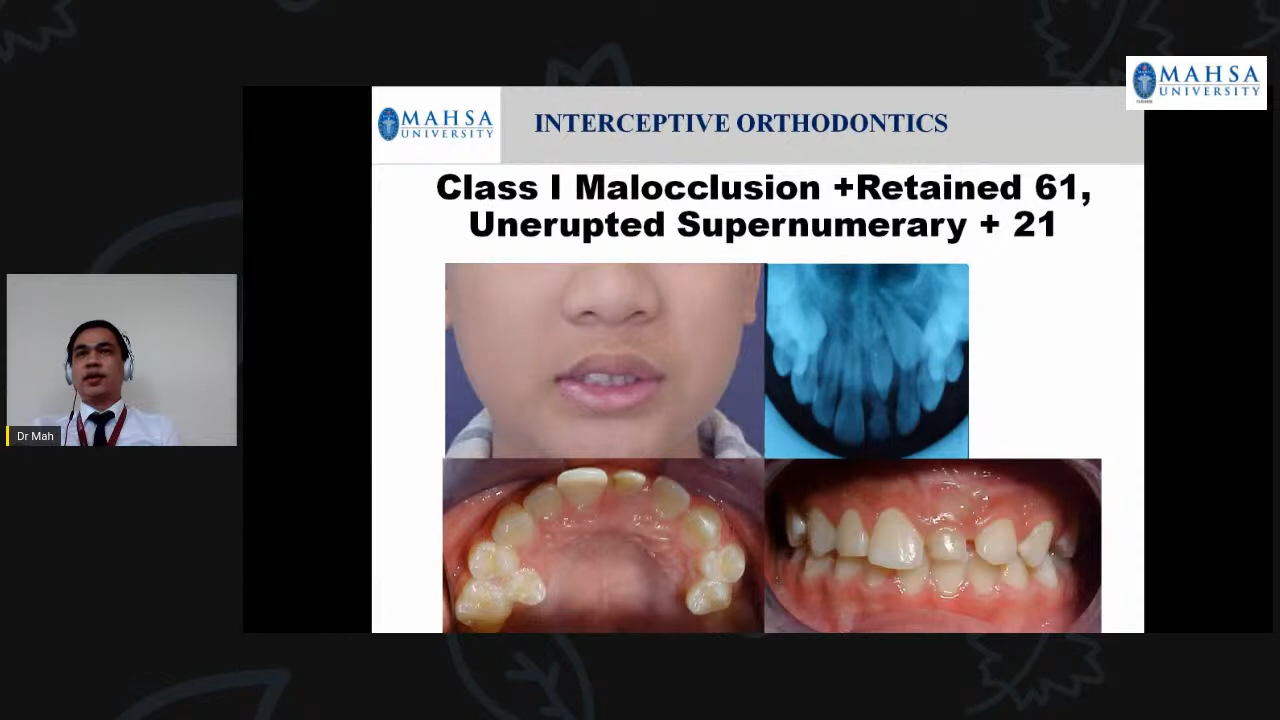 MAHSA
UNIVERSITY
MAHSA
UNIVERSITY
INTERCEPTIVE ORTHODONTICS
Class I Malocclusion +Retained 61,
Unerupted Supernumerary + 21
Dr Mah